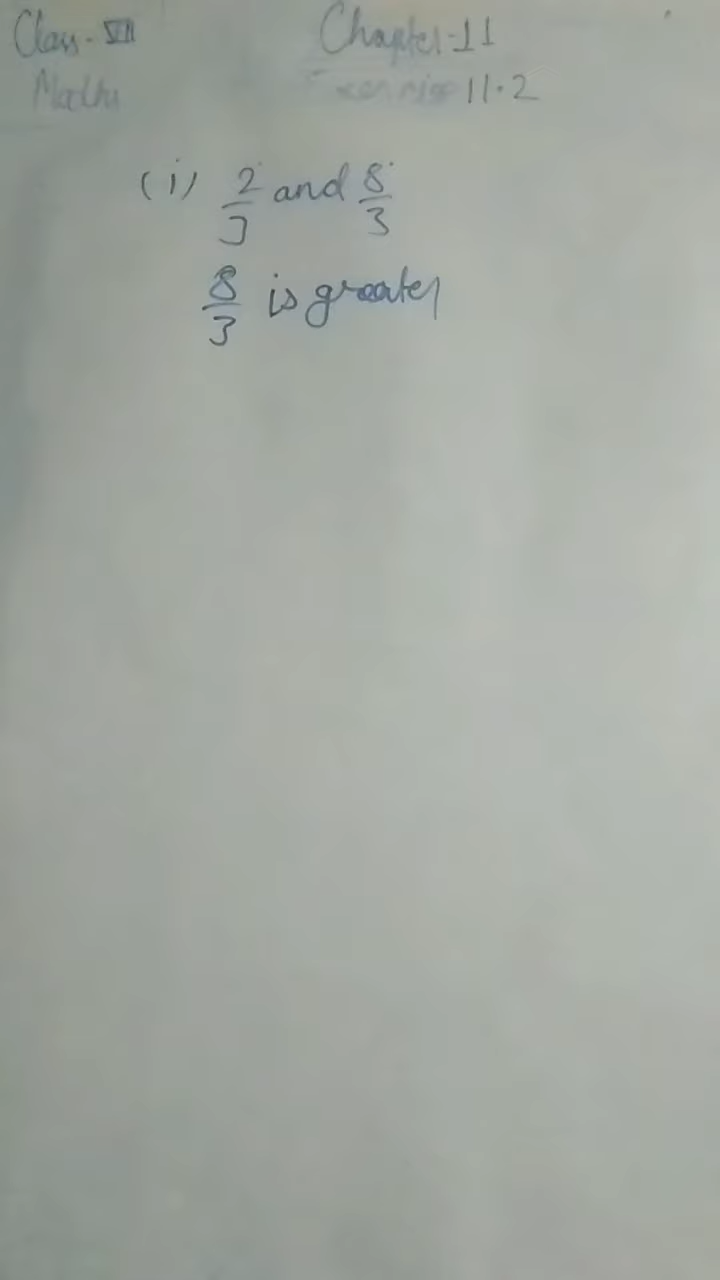 Class - VII
Chapter-11
Maths
Exercise 11.2
(i) 2/3 and 8/3
8/3 is greater